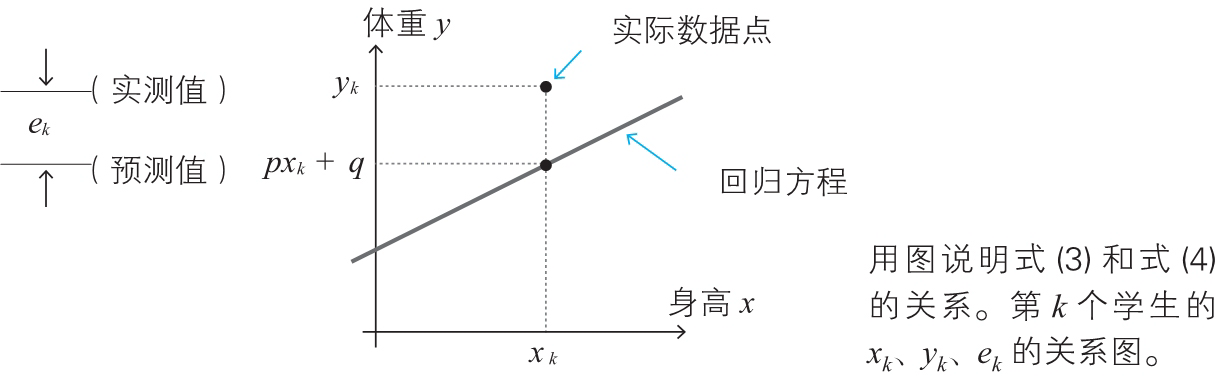 体重 y
实际数据点
y_k
(实测值)
e_k
(预测值)
px_k + q
回归方程
身高 x
x_k
用图说明式 (3) 和式 (4)
的关系。第 k 个学生的
x_k、y_k、e_k 的关系图。